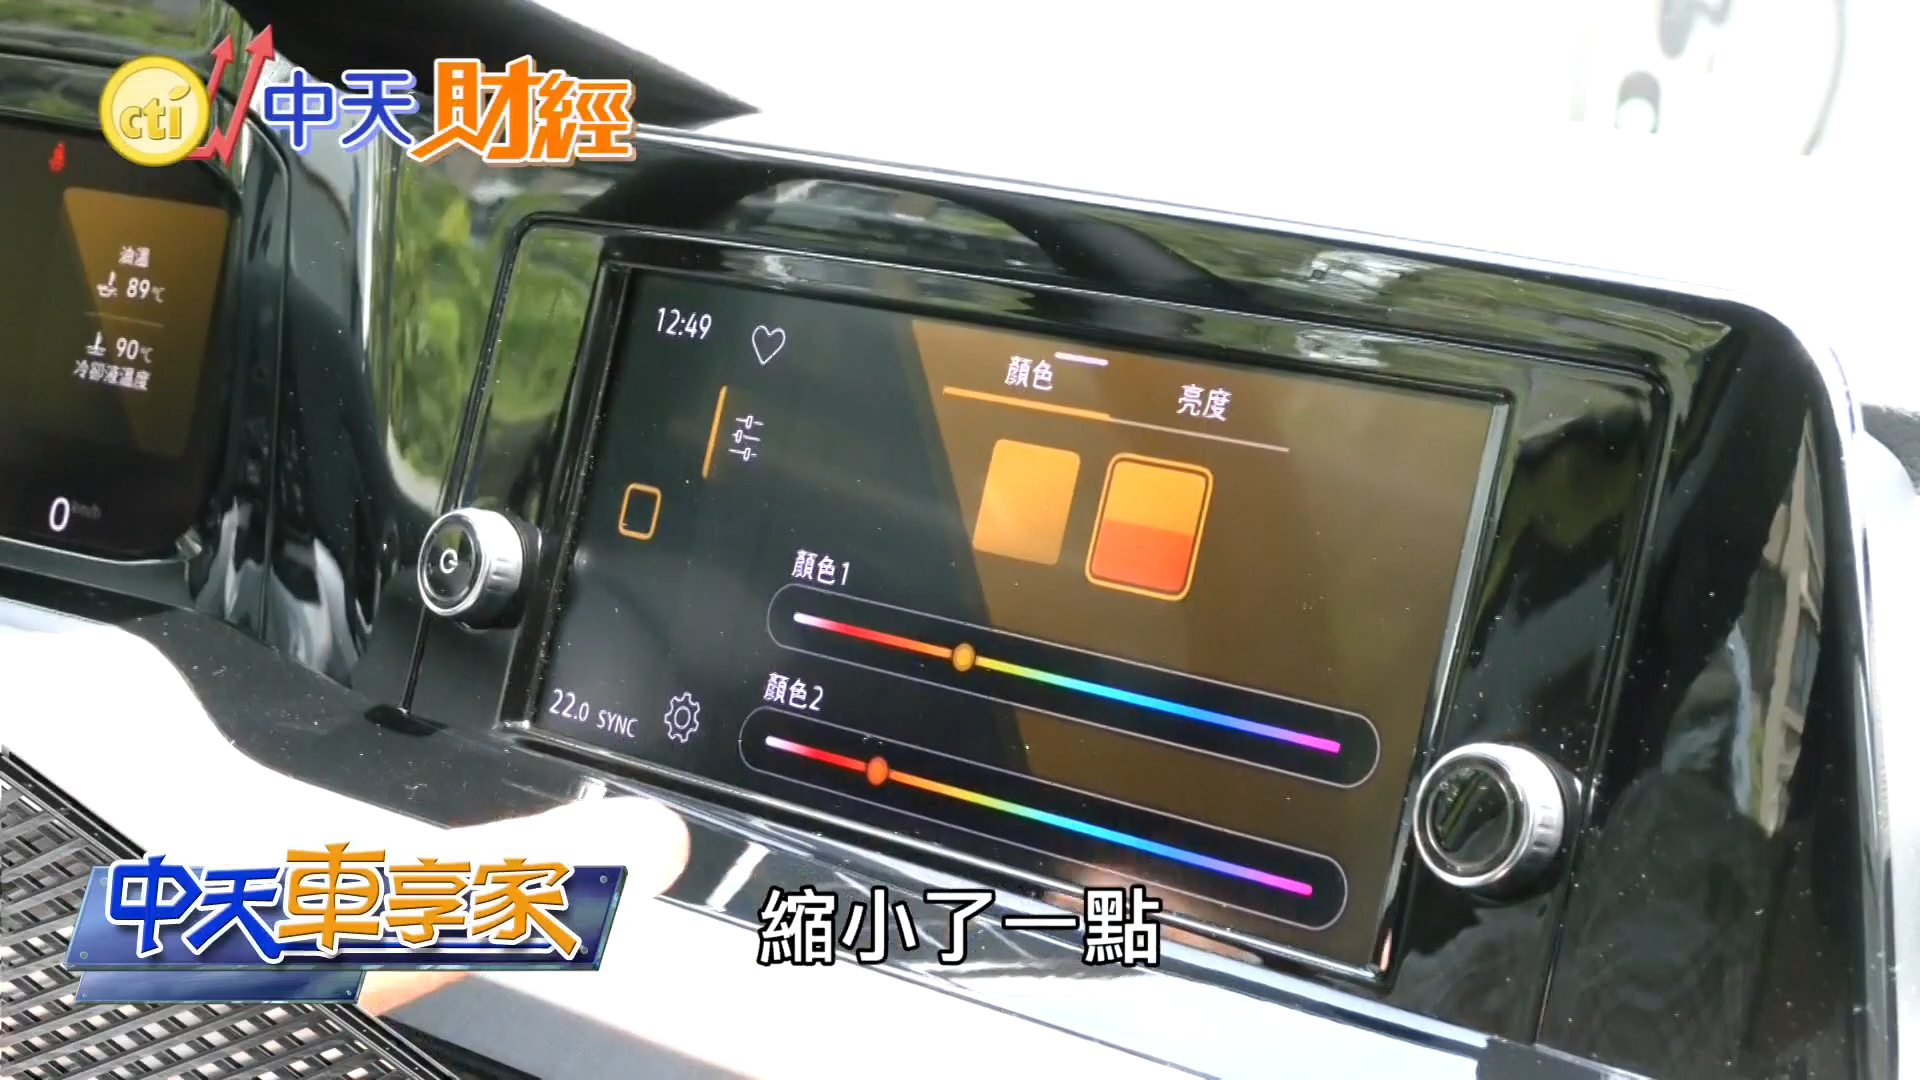 cti 中天財經
油溫
89℃
90℃
冷卻液溫度
0 km/h
12:49
顏色
亮度
顏色1
顏色2
22.0 SYNC
中天車享家
縮小了一點